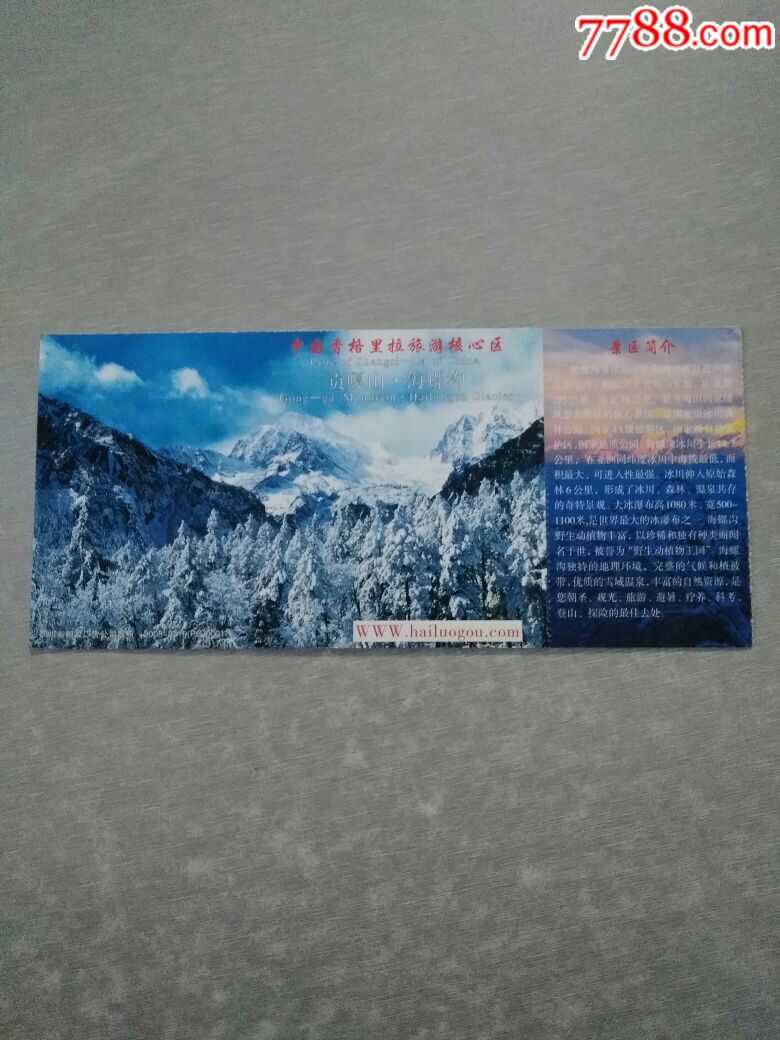 7788.com
中国香格里拉旅游核心区
Core of Shangri—La of China
贡嘎山·海螺沟
Gong—ga Mountain·Hailuogou Glacier
WWW.hailuogou.com
景区简介
公里，在亚洲同纬度冰川中海拔最低，面
积最大，可进入性最强。冰川伸入原始森
林6公里，形成了冰川、森林、温泉共存
的奇特景观。大冰瀑布高1080米、宽500-
1100米，是世界最大的冰瀑布之一。海螺沟
野生动植物丰富，以珍稀和独有种类而闻
名于世，被誉为“野生动植物王国”。海螺
沟独特的地理环境，完整的气候和植被
带，优质的雪域温泉，丰富的自然资源，是
您朝圣、观光、旅游、避暑、疗养、科考、
登山、探险的最佳去处